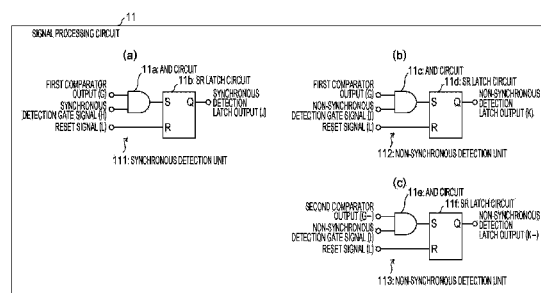 11
SIGNAL PROCESSING CIRCUIT
(a)
11a: AND CIRCUIT
11b: SR LATCH CIRCUIT
FIRST COMPARATOR
OUTPUT (G)
SYNCHRONOUS
DETECTION GATE SIGNAL (H)
RESET SIGNAL (L)
S
Q
R
SYNCHRONOUS
DETECTION
LATCH OUTPUT (J)
111: SYNCHRONOUS DETECTION UNIT
(b)
11c: AND CIRCUIT
11d: SR LATCH CIRCUIT
FIRST COMPARATOR
OUTPUT (G)
NON-SYNCHRONOUS
DETECTION GATE SIGNAL (I)
RESET SIGNAL (L)
S
Q
R
NON-SYNCHRONOUS
DETECTION
LATCH OUTPUT (K)
112: NON-SYNCHRONOUS DETECTION UNIT
(c)
11e: AND CIRCUIT
11f: SR LATCH CIRCUIT
SECOND COMPARATOR
OUTPUT (G-)
NON-SYNCHRONOUS
DETECTION GATE SIGNAL (I)
RESET SIGNAL (L)
S
Q
R
NON-SYNCHRONOUS
DETECTION
LATCH OUTPUT (K-)
113: NON-SYNCHRONOUS DETECTION UNIT